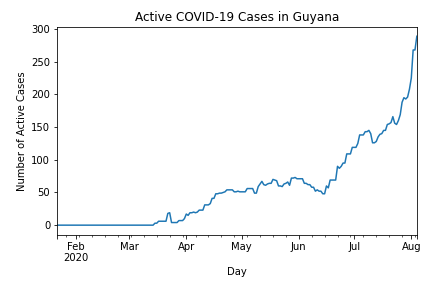 Active COVID-19 Cases in Guyana
Number of Active Cases
300
250
200
150
100
50
0
Feb Mar Apr May Jun Jul Aug
2020
Day